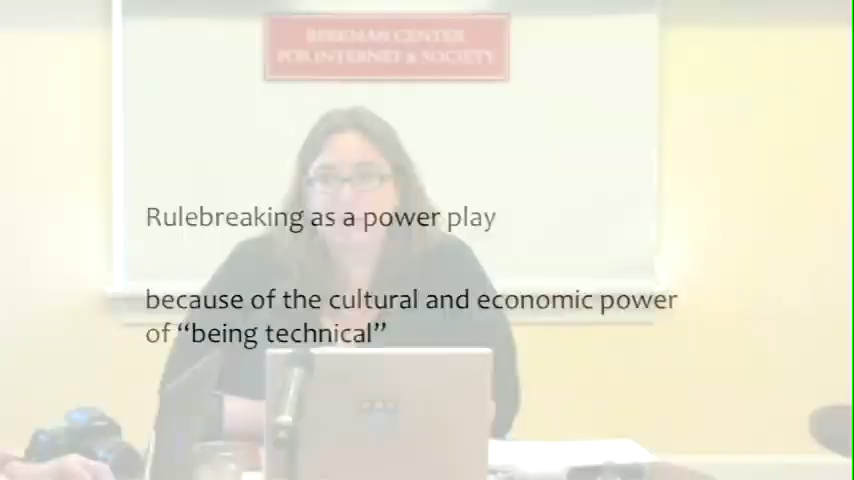 BERKMAN CENTER
FOR INTERNET & SOCIETY
Rulebreaking as a power play
because of the cultural and economic power
of “being technical”